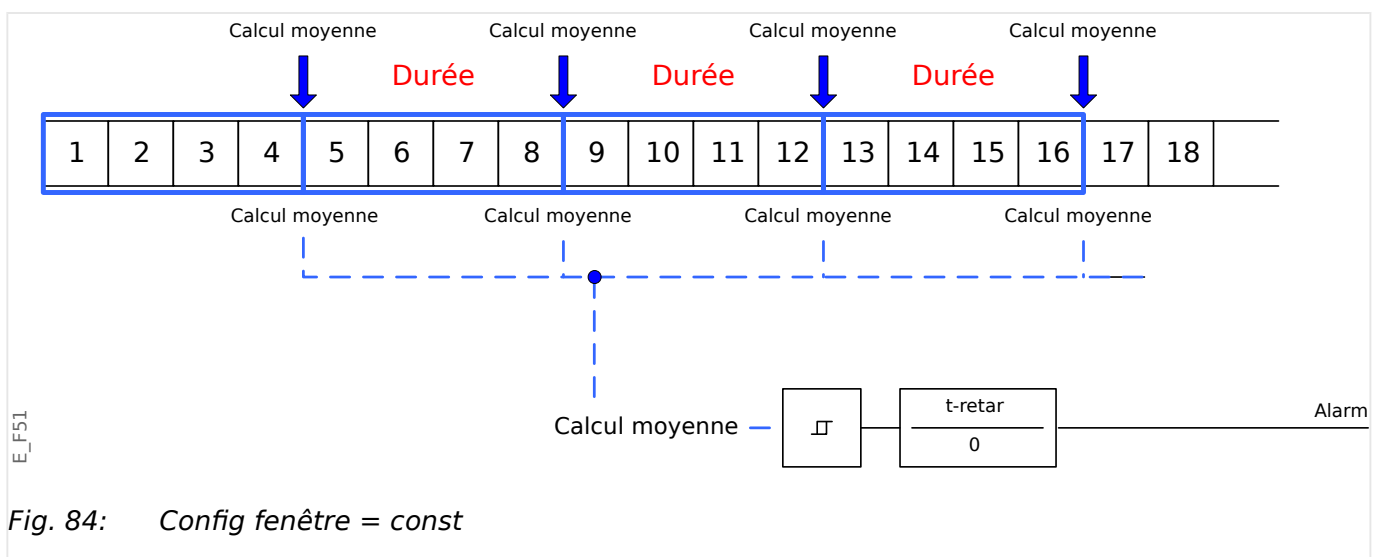 Calcul moyenne Calcul moyenne Calcul moyenne Calcul moyenne
Durée Durée Durée
1 2 3 4 5 6 7 8 9 10 11 12 13 14 15 16 17 18
Calcul moyenne Calcul moyenne Calcul moyenne Calcul moyenne
t-retar
Calcul moyenne
0
Alarm
E_F51
Fig. 84: Config fenêtre = const